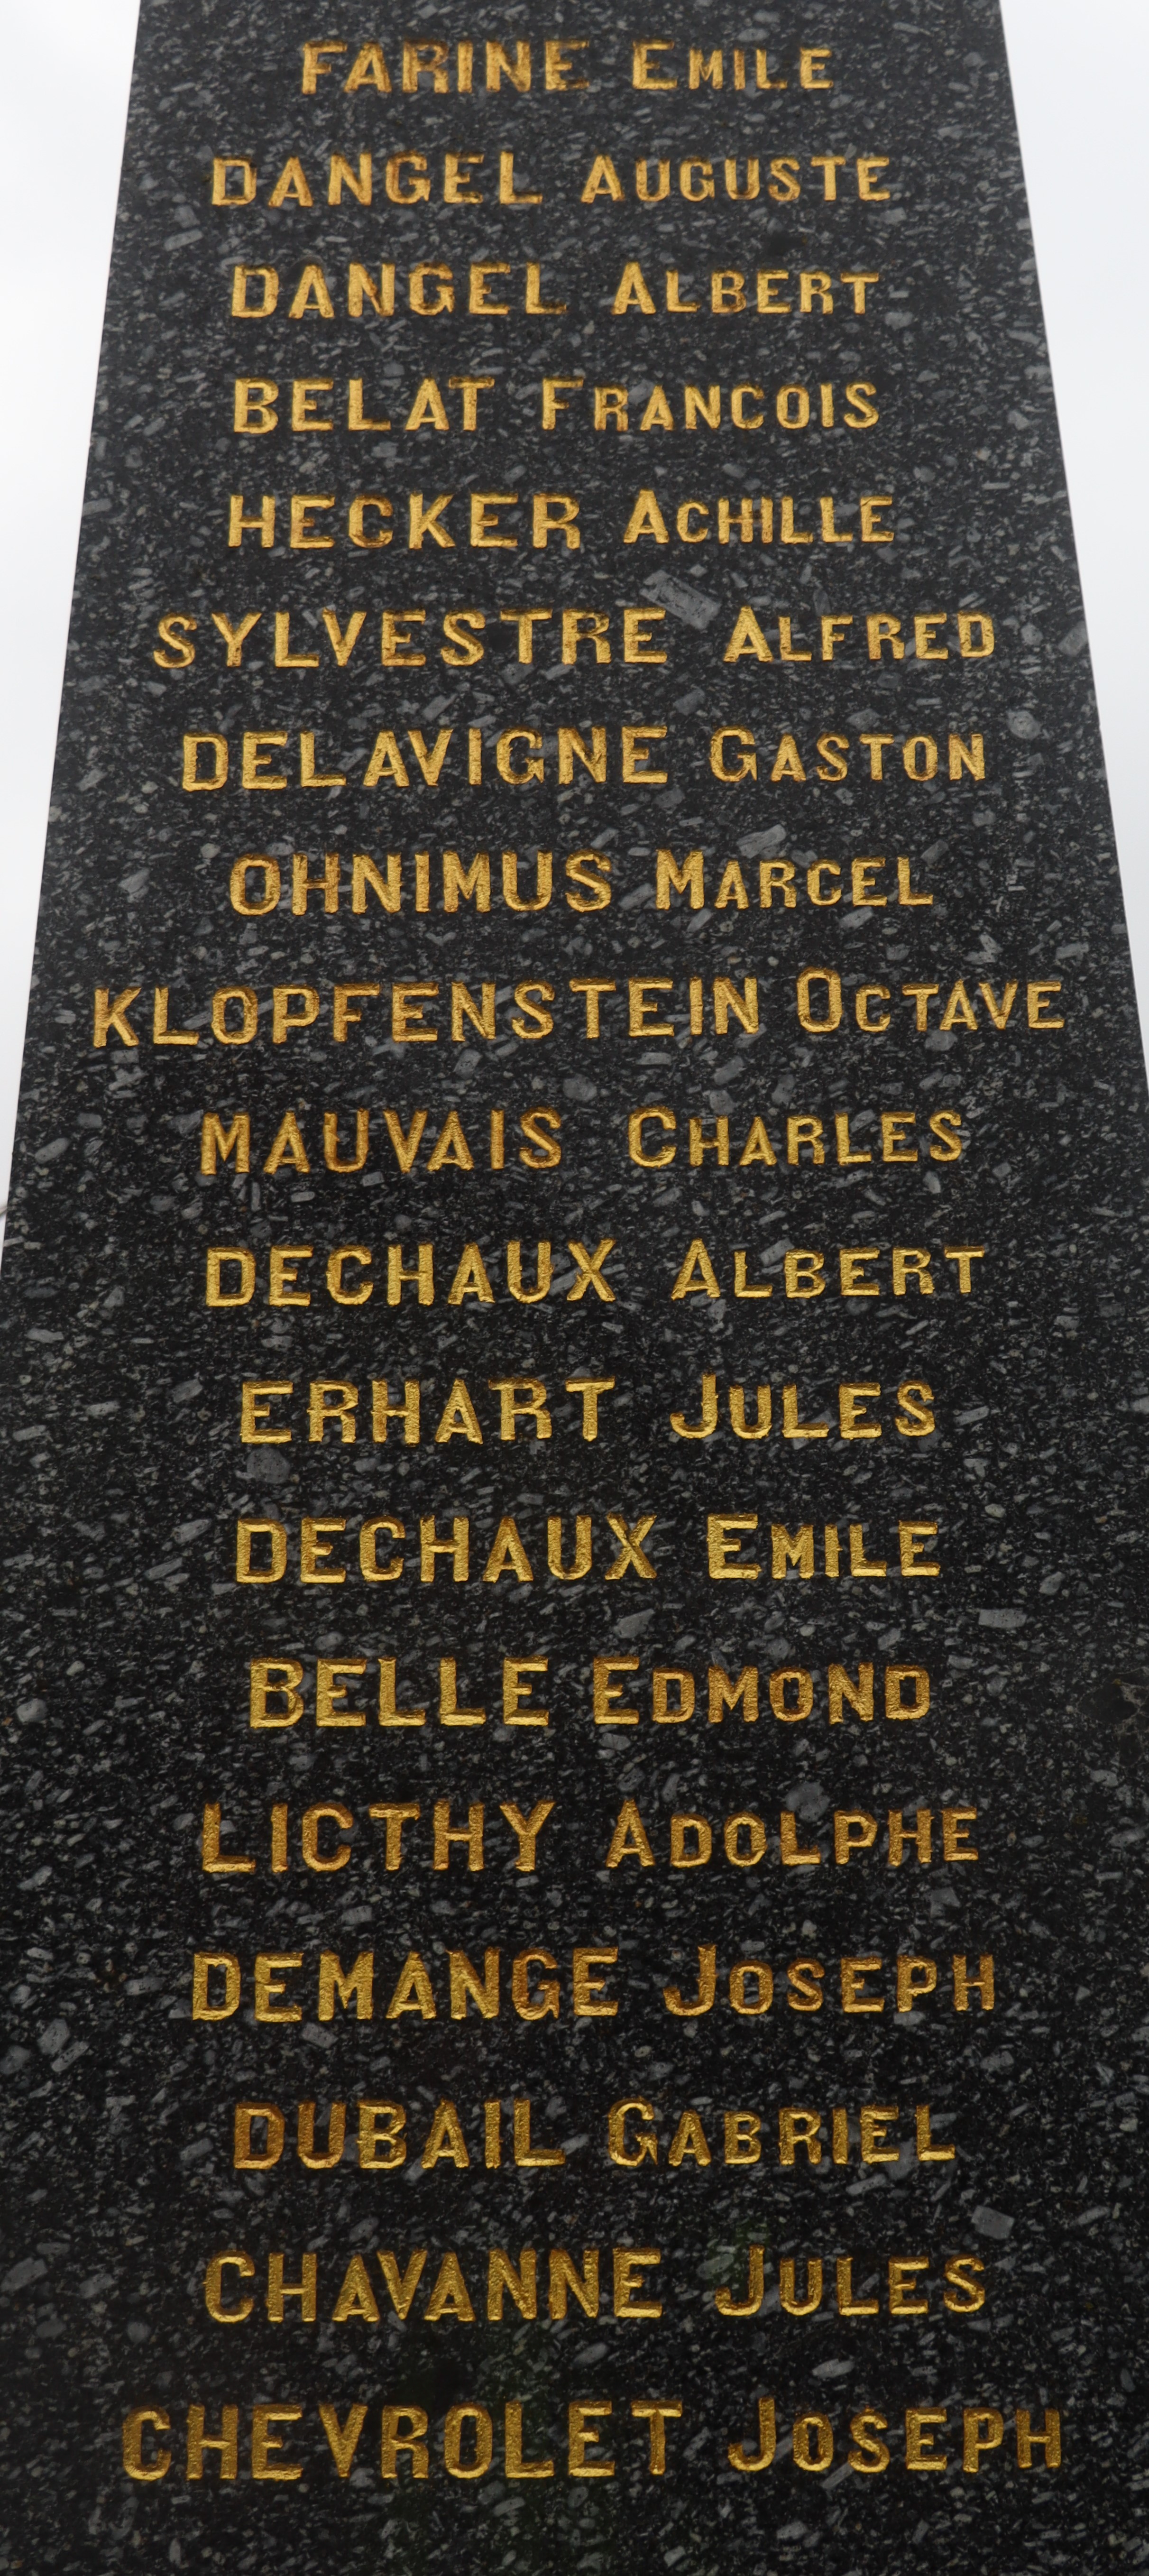 FARINE EMILE
DANGEL AUGUSTE
DANGEL ALBERT
BELAT FRANCOIS
HECKER ACHILLE
SYLVESTRE ALFRED
DELAVIGNE GASTON
OHNIMUS MARCEL
KLOPFENSTEIN OCTAVE
MAUVAIS CHARLES
DECHAUX ALBERT
ERHART JULES
DECHAUX EMILE
BELLE EDMOND
LICTHY ADOLPHE
DEMANGE JOSEPH
DUBAIL GABRIEL
CHAVANNE JULES
CHEVROLET JOSEPH